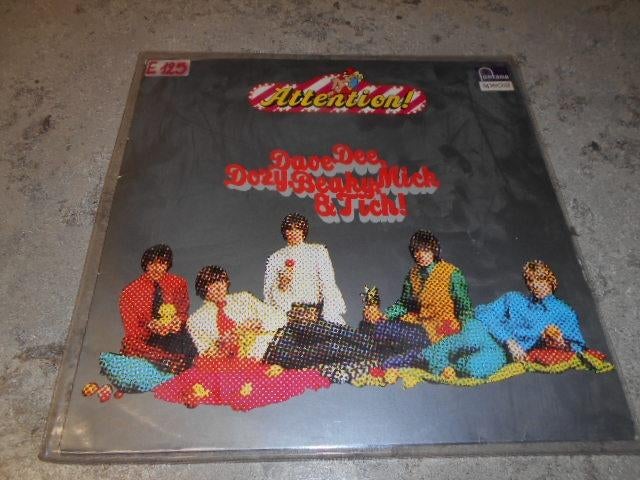 E 125
Attention!
fontana
special
Dave Dee,
Dozy, Beaky, Mick
& Tich!